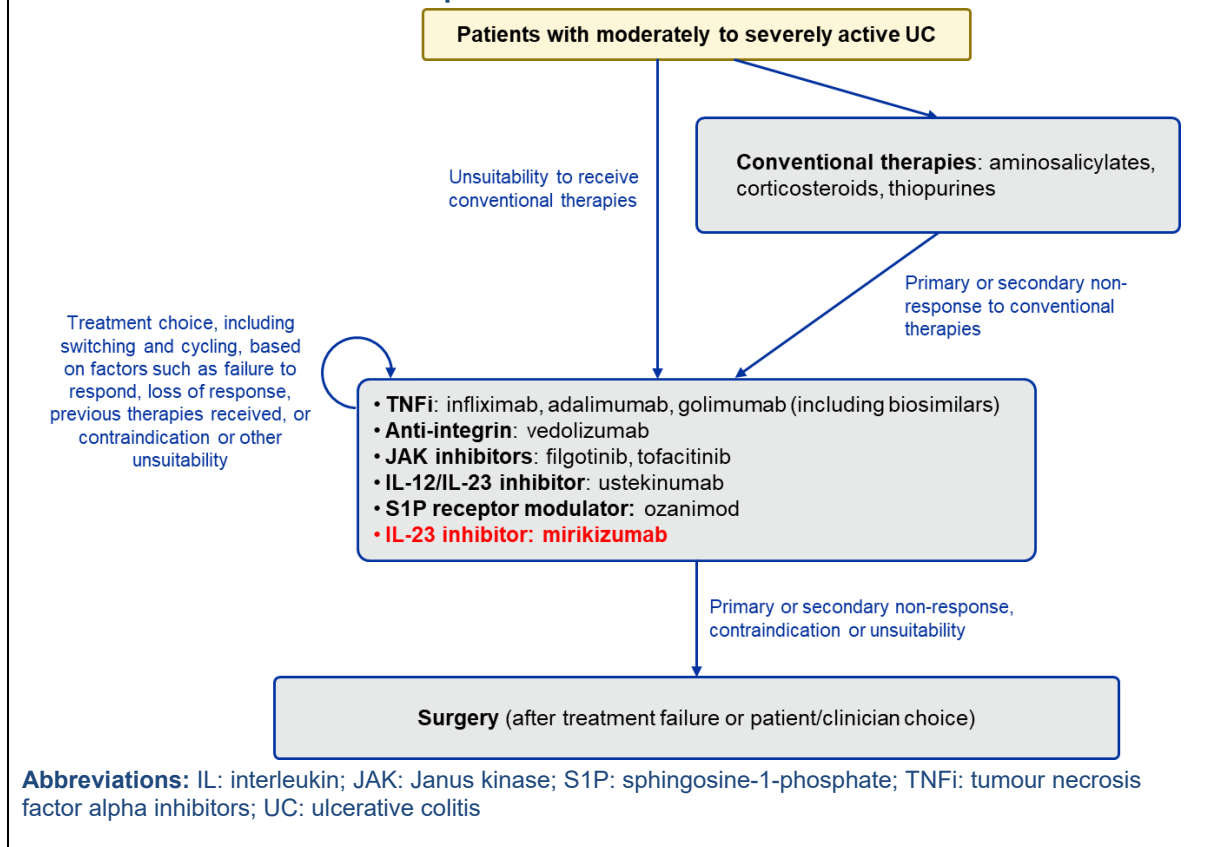 Patients with moderately to severely active UC
Conventional therapies: aminosalicylates,
corticosteroids, thiopurines
Unsuitability to receive
conventional therapies
Primary or secondary non-
response to conventional
therapies
Treatment choice, including
switching and cycling, based
on factors such as failure to
respond, loss of response,
previous therapies received, or
contraindication or other
unsuitability
• TNFi: infliximab, adalimumab, golimumab (including biosimilars)
• Anti-integrin: vedolizumab
• JAK inhibitors: filgotinib, tofacitinib
• IL-12/IL-23 inhibitor: ustekinumab
• S1P receptor modulator: ozanimod
• IL-23 inhibitor: mirikizumab
Primary or secondary non-response,
contraindication or unsuitability
Surgery (after treatment failure or patient/clinician choice)
Abbreviations: IL: interleukin; JAK: Janus kinase; S1P: sphingosine-1-phosphate; TNFi: tumour necrosis
factor alpha inhibitors; UC: ulcerative colitis